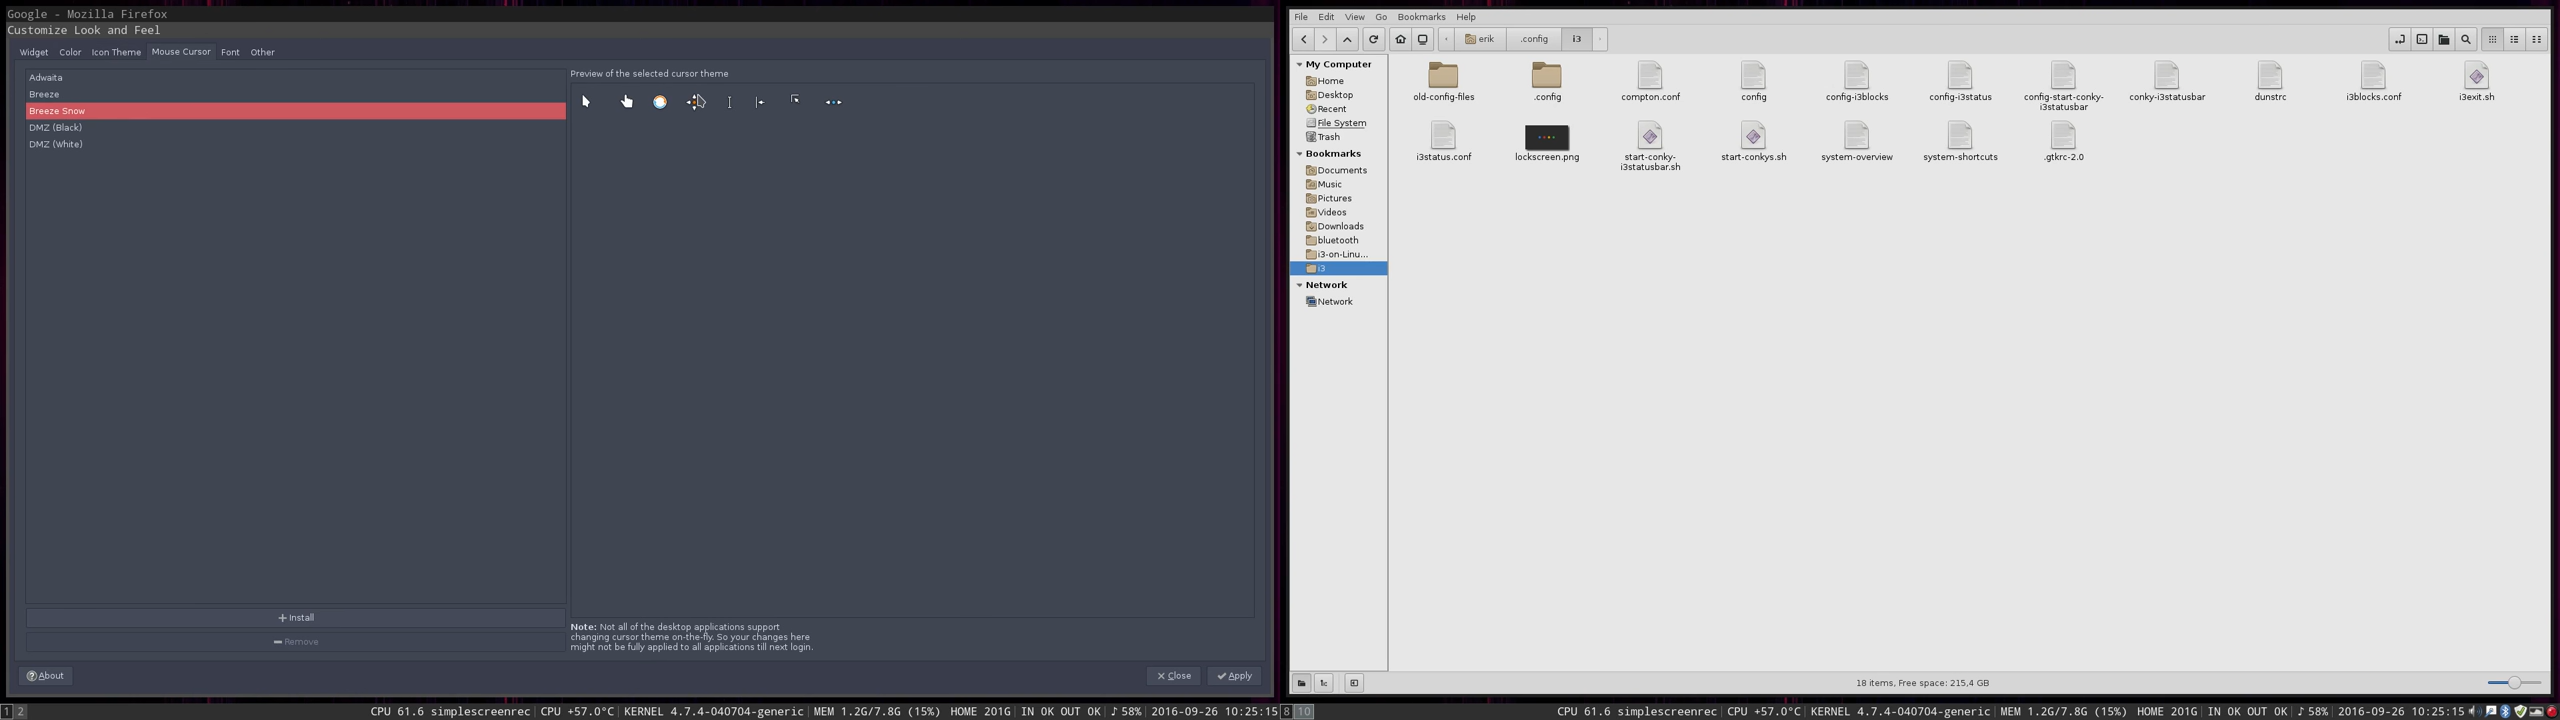 Google - Mozilla Firefox
Customize Look and Feel
Widget Color Icon Theme Mouse Cursor Font Other
Adwaita
Breeze
Breeze Snow
DMZ (Black)
DMZ (White)
Install
Remove
Preview of the selected cursor theme
Note: Not all of the desktop applications support
changing cursor theme on-the-fly. So your changes here
might not be fully applied to all applications till next login.
About
Close
Apply
1 2
CPU 61.6 simplescreenrec CPU +57.0°C KERNEL 4.7.4-040704-generic MEM 1.2G/7.8G (15%) HOME 201G IN 0K OUT 0K ♪ 58% 2016-09-26 10:25:15
File Edit View Go Bookmarks Help
erik .config i3
My Computer
Home
Desktop
Recent
File System
Trash
Bookmarks
Documents
Music
Pictures
Videos
Downloads
bluetooth
i3-on-Linu...
i3
Network
Network
old-config-files
.config
compton.conf
config
config-i3blocks
config-i3status
config-start-conky-
i3statusbar
conky-i3statusbar
dunstrc
i3blocks.conf
i3exit.sh
i3status.conf
lockscreen.png
start-conky-
i3statusbar.sh
start-conkys.sh
system-overview
system-shortcuts
.gtkrc-2.0
18 items, Free space: 215,4 GB
8 10
CPU 61.6 simplescreenrec CPU +57.0°C KERNEL 4.7.4-040704-generic MEM 1.2G/7.8G (15%) HOME 201G IN 0K OUT 0K ♪ 58% 2016-09-26 10:25:15